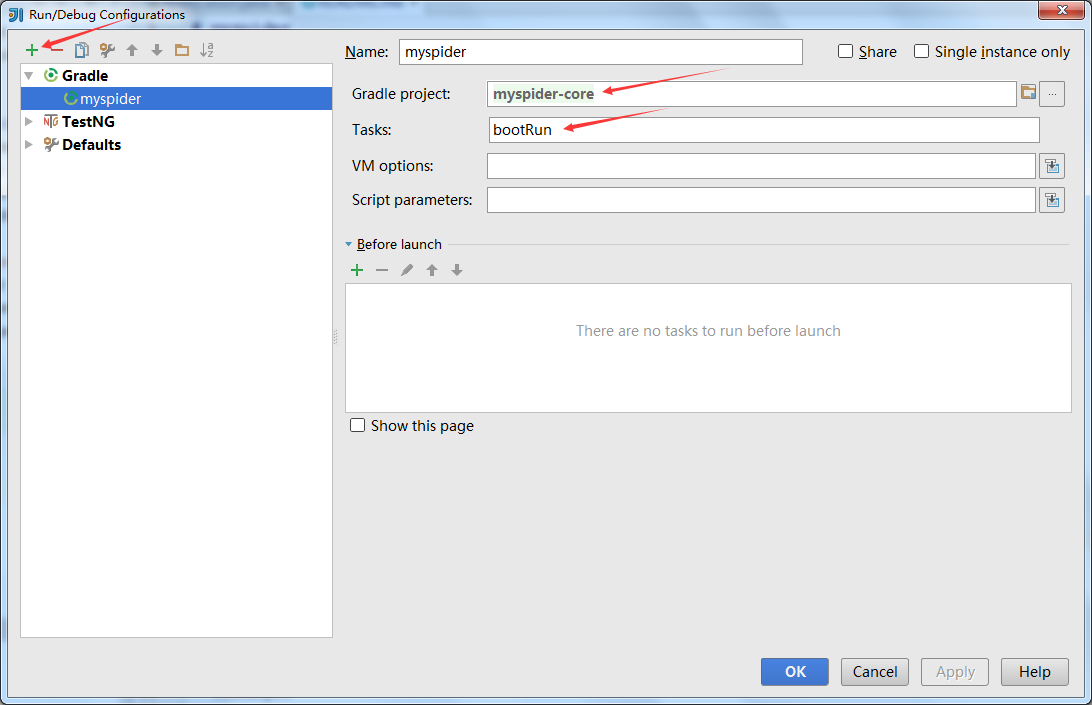 Run/Debug Configurations
Name: myspider Share Single instance only
Gradle
myspider
TestNG
Defaults
Gradle project: myspider-core ...
Tasks: bootRun
VM options:
Script parameters:
Before launch
There are no tasks to run before launch
Show this page
OK Cancel Apply Help